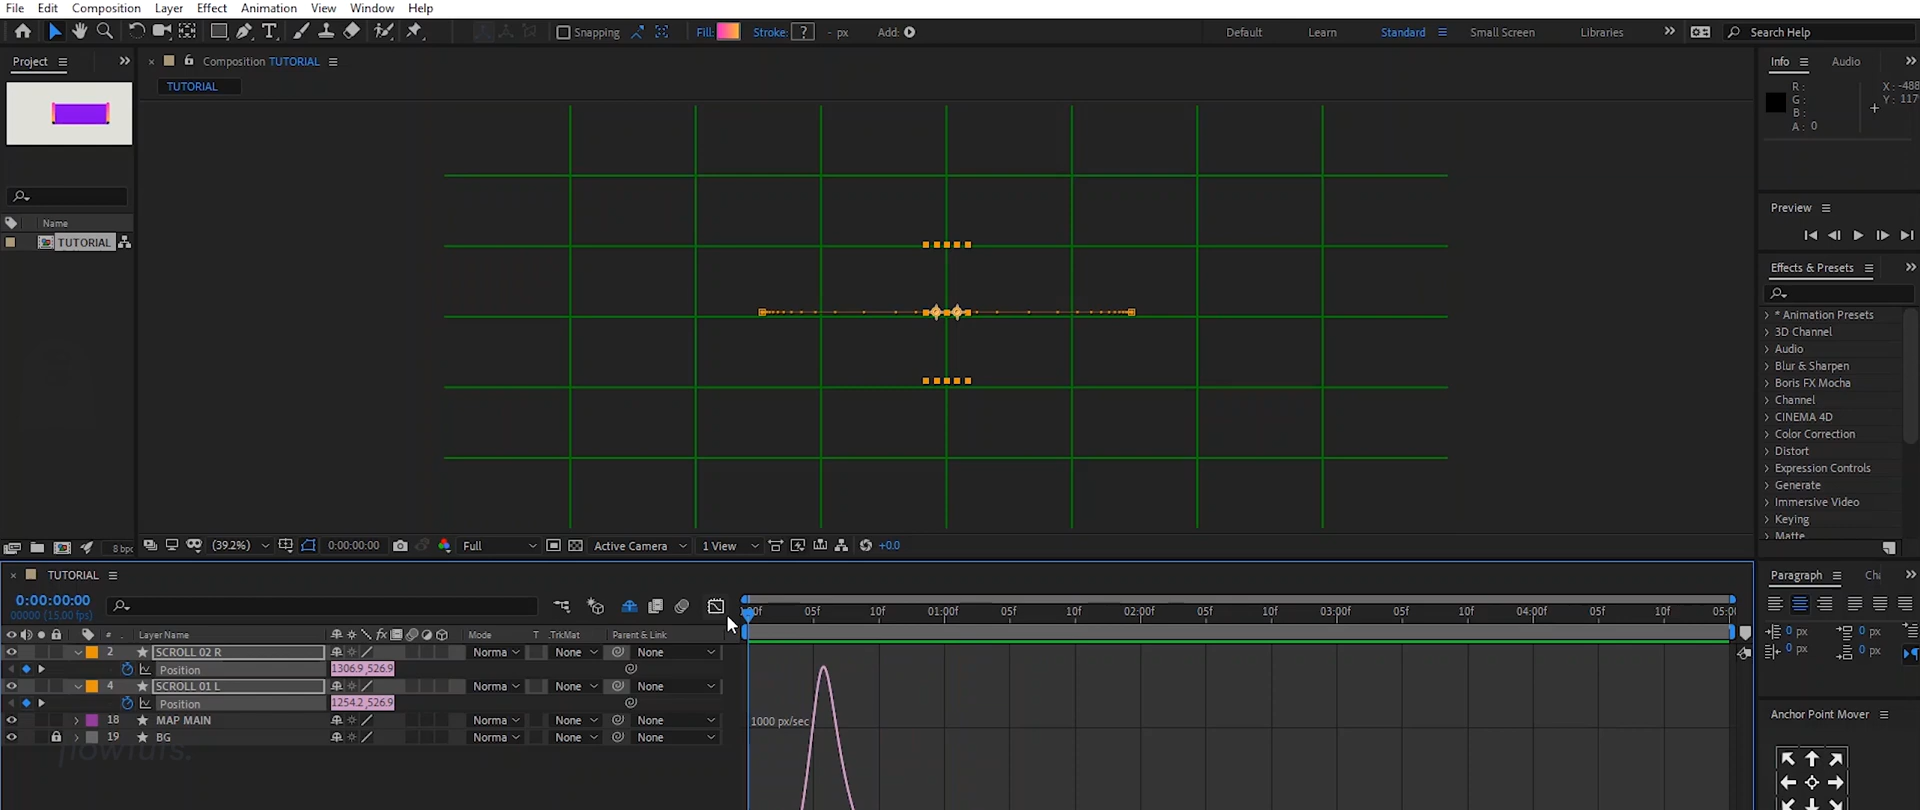 File Edit Composition Layer Effect Animation View Window Help
Snapping Fill: Stroke: ? - px Add: Default Learn Standard Small Screen Libraries Search Help
Project
Composition TUTORIAL
TUTORIAL
Info Audio
R:
G:
B:
A: 0
X: -488
Y: 117
Name
TUTORIAL
Preview
Effects & Presets
* Animation Presets
3D Channel
Audio
Blur & Sharpen
Boris FX Mocha
Channel
CINEMA 4D
Color Correction
Distort
Expression Controls
Generate
Immersive Video
Keying
Matte
8 bpc (39.2%) 0:00:00:00 Full Active Camera 1 View +0.0
TUTORIAL
0:00:00:00
00000 (15.00 fps)
:00f 05f 10f 01:00f 05f 10f 02:00f 05f 10f 03:00f 05f 10f 04:00f 05f 10f 05:0
# Layer Name fx Mode T .TrkMat Parent & Link
2 SCROLL 02 R Norma None None
Position 1306.9,526.9
4 SCROLL 01 L Norma None None
Position 1254.2,526.9
18 MAP MAIN Norma None None
19 BG Norma None None
1000 px/sec
flowtuts.
Paragraph Ch
0 px 0 px
0 px 0 px
Anchor Point Mover